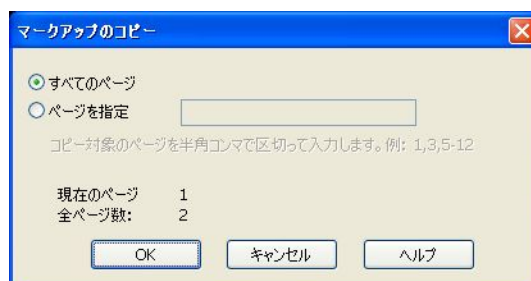 マークアップのコピー
すべてのページ
ページを指定
コピー対象のページを半角コンマで区切って入力します。例: 1,3,5-12
現在のページ 1
全ページ数: 2
OK キャンセル ヘルプ